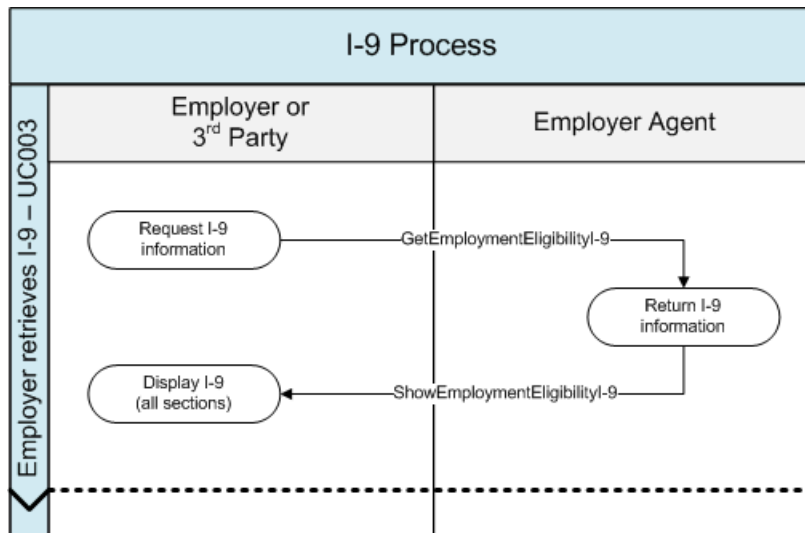 I-9 Process
Employer retrieves I-9 – UC003
Employer or
3rd Party
Employer Agent
Request I-9
information
GetEmploymentEligibilityI-9
Return I-9
information
Display I-9
(all sections)
ShowEmploymentEligibilityI-9